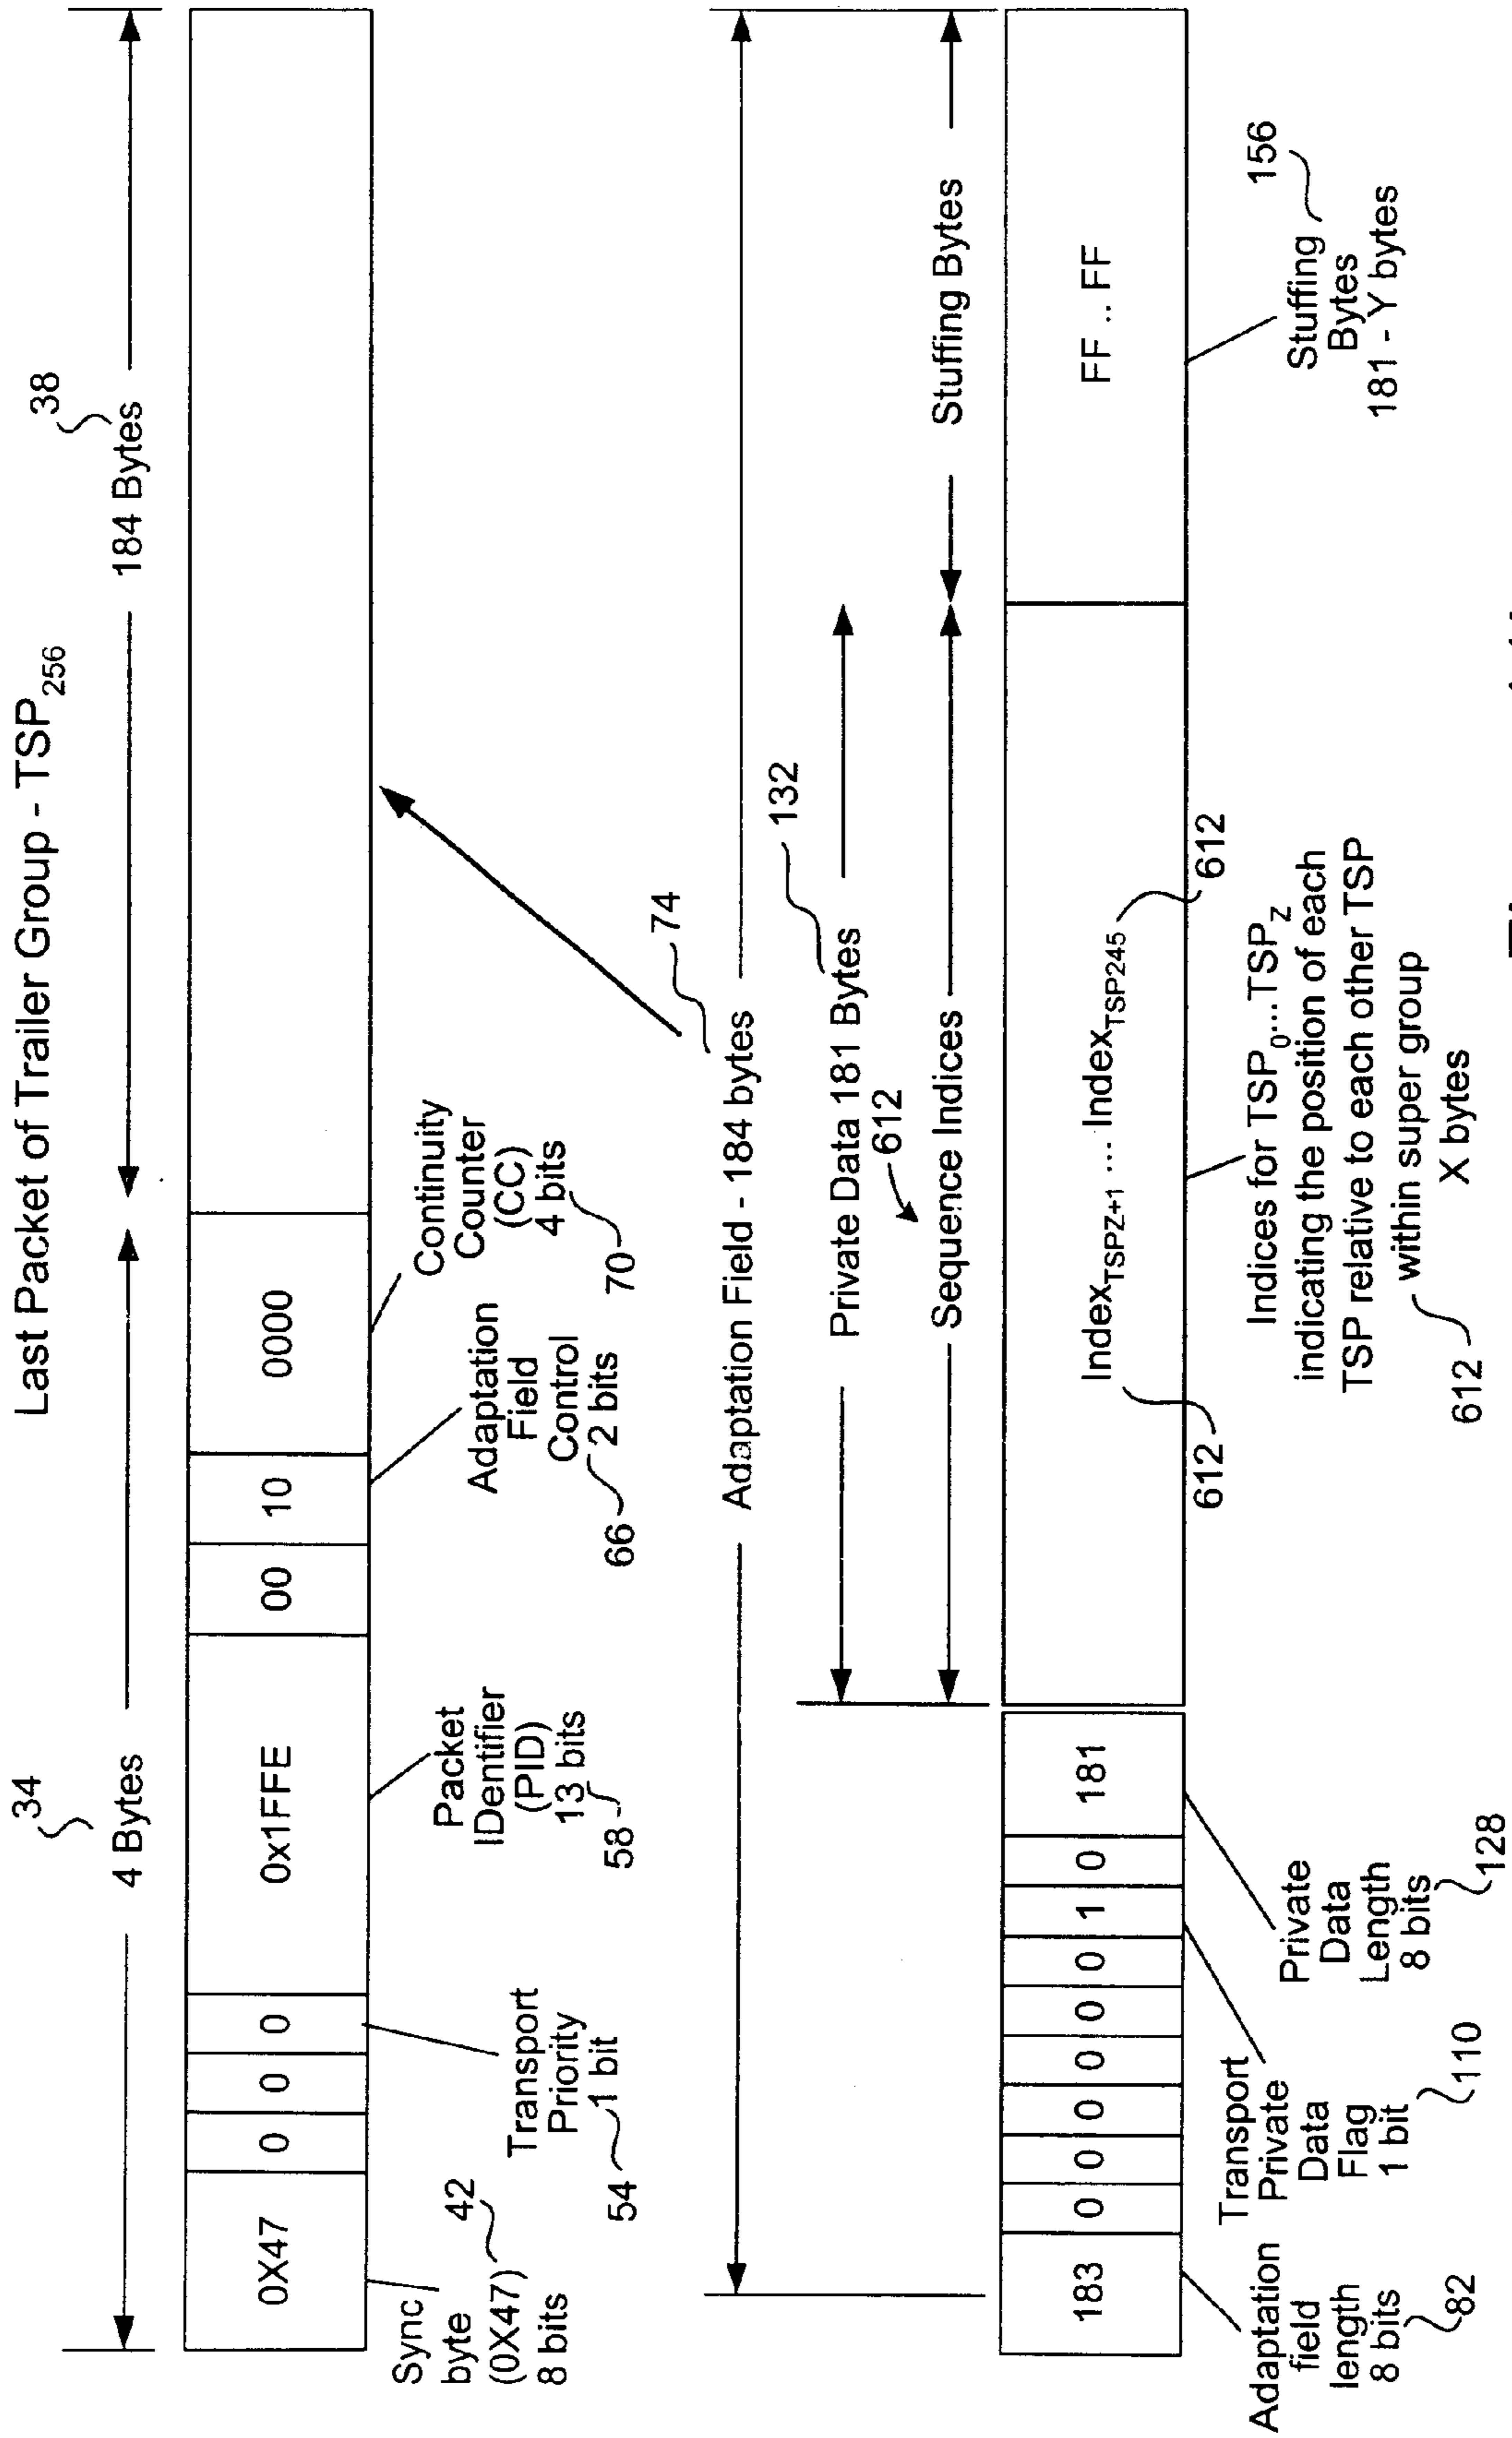 Last Packet of Trailer Group - TSP256
34
4 Bytes
38
184 Bytes
0X47
0
0
0
0x1FFE
00
10
0000
Sync
byte
(0X47)
8 bits
42
Transport
Priority
1 bit
54
Packet
IDentifier
(PID)
13 bits
58
Adaptation
Field
Control
2 bits
66
Continuity
Counter
(CC)
4 bits
70
74
Adaptation Field - 184 bytes
132
Private Data 181 Bytes
612
Sequence Indices
Stuffing Bytes
183
0
0
0
0
0
0
1
0
181
IndexTSPZ+1 ... IndexTSP245
FF .. FF
Adaptation
field
length
8 bits
82
Transport
Private
Data
Flag
1 bit
110
Private
Data
Length
8 bits
128
612
612
Indices for TSP0...TSPZ
indicating the position of each
TSP relative to each other TSP
within super group
X bytes
612
Stuffing
Bytes
181 - Y bytes
156